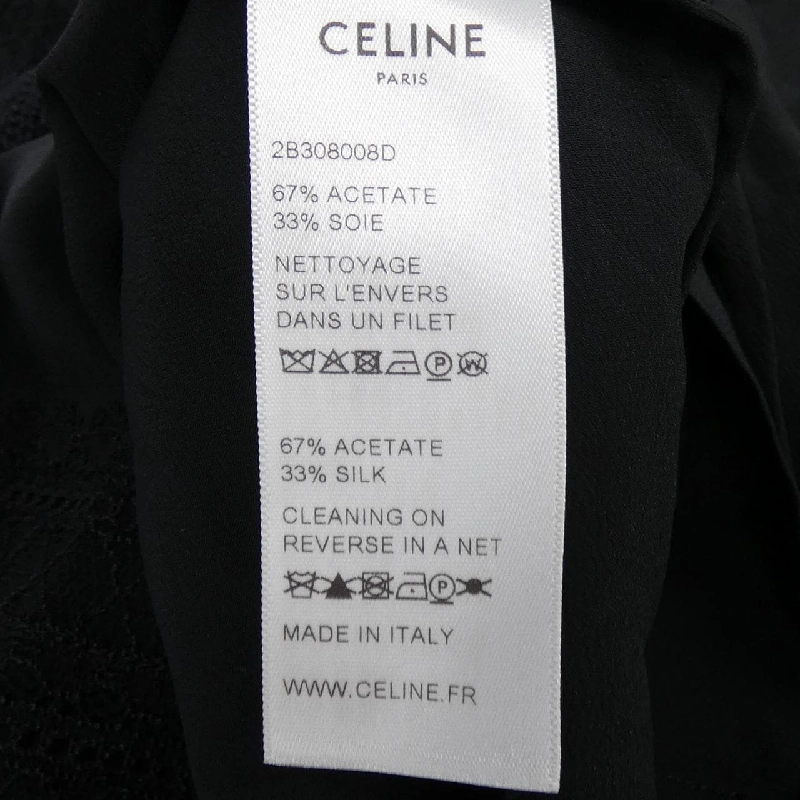 CELINE
PARIS
2B308008D
67% ACETATE
33% SOIE
NETTOYAGE
SUR L'ENVERS
DANS UN FILET
P W
67% ACETATE
33% SILK
CLEANING ON
REVERSE IN A NET
P
MADE IN ITALY
WWW.CELINE.FR